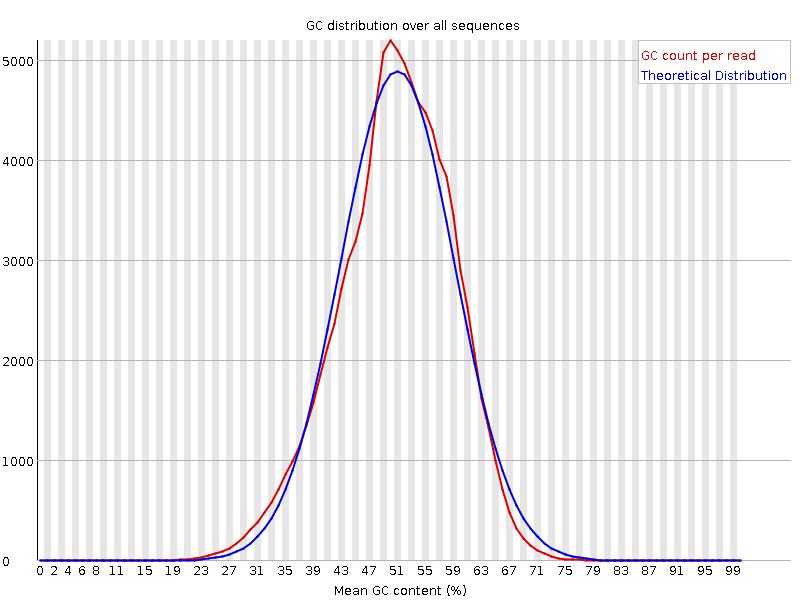 GC distribution over all sequences
GC count per read
Theoretical Distribution
5000
4000
3000
2000
1000
0
0 2 4 6 8 11 15 19 23 27 31 35 39 43 47 51 55 59 63 67 71 75 79 83 87 91 95 99
Mean GC content (%)